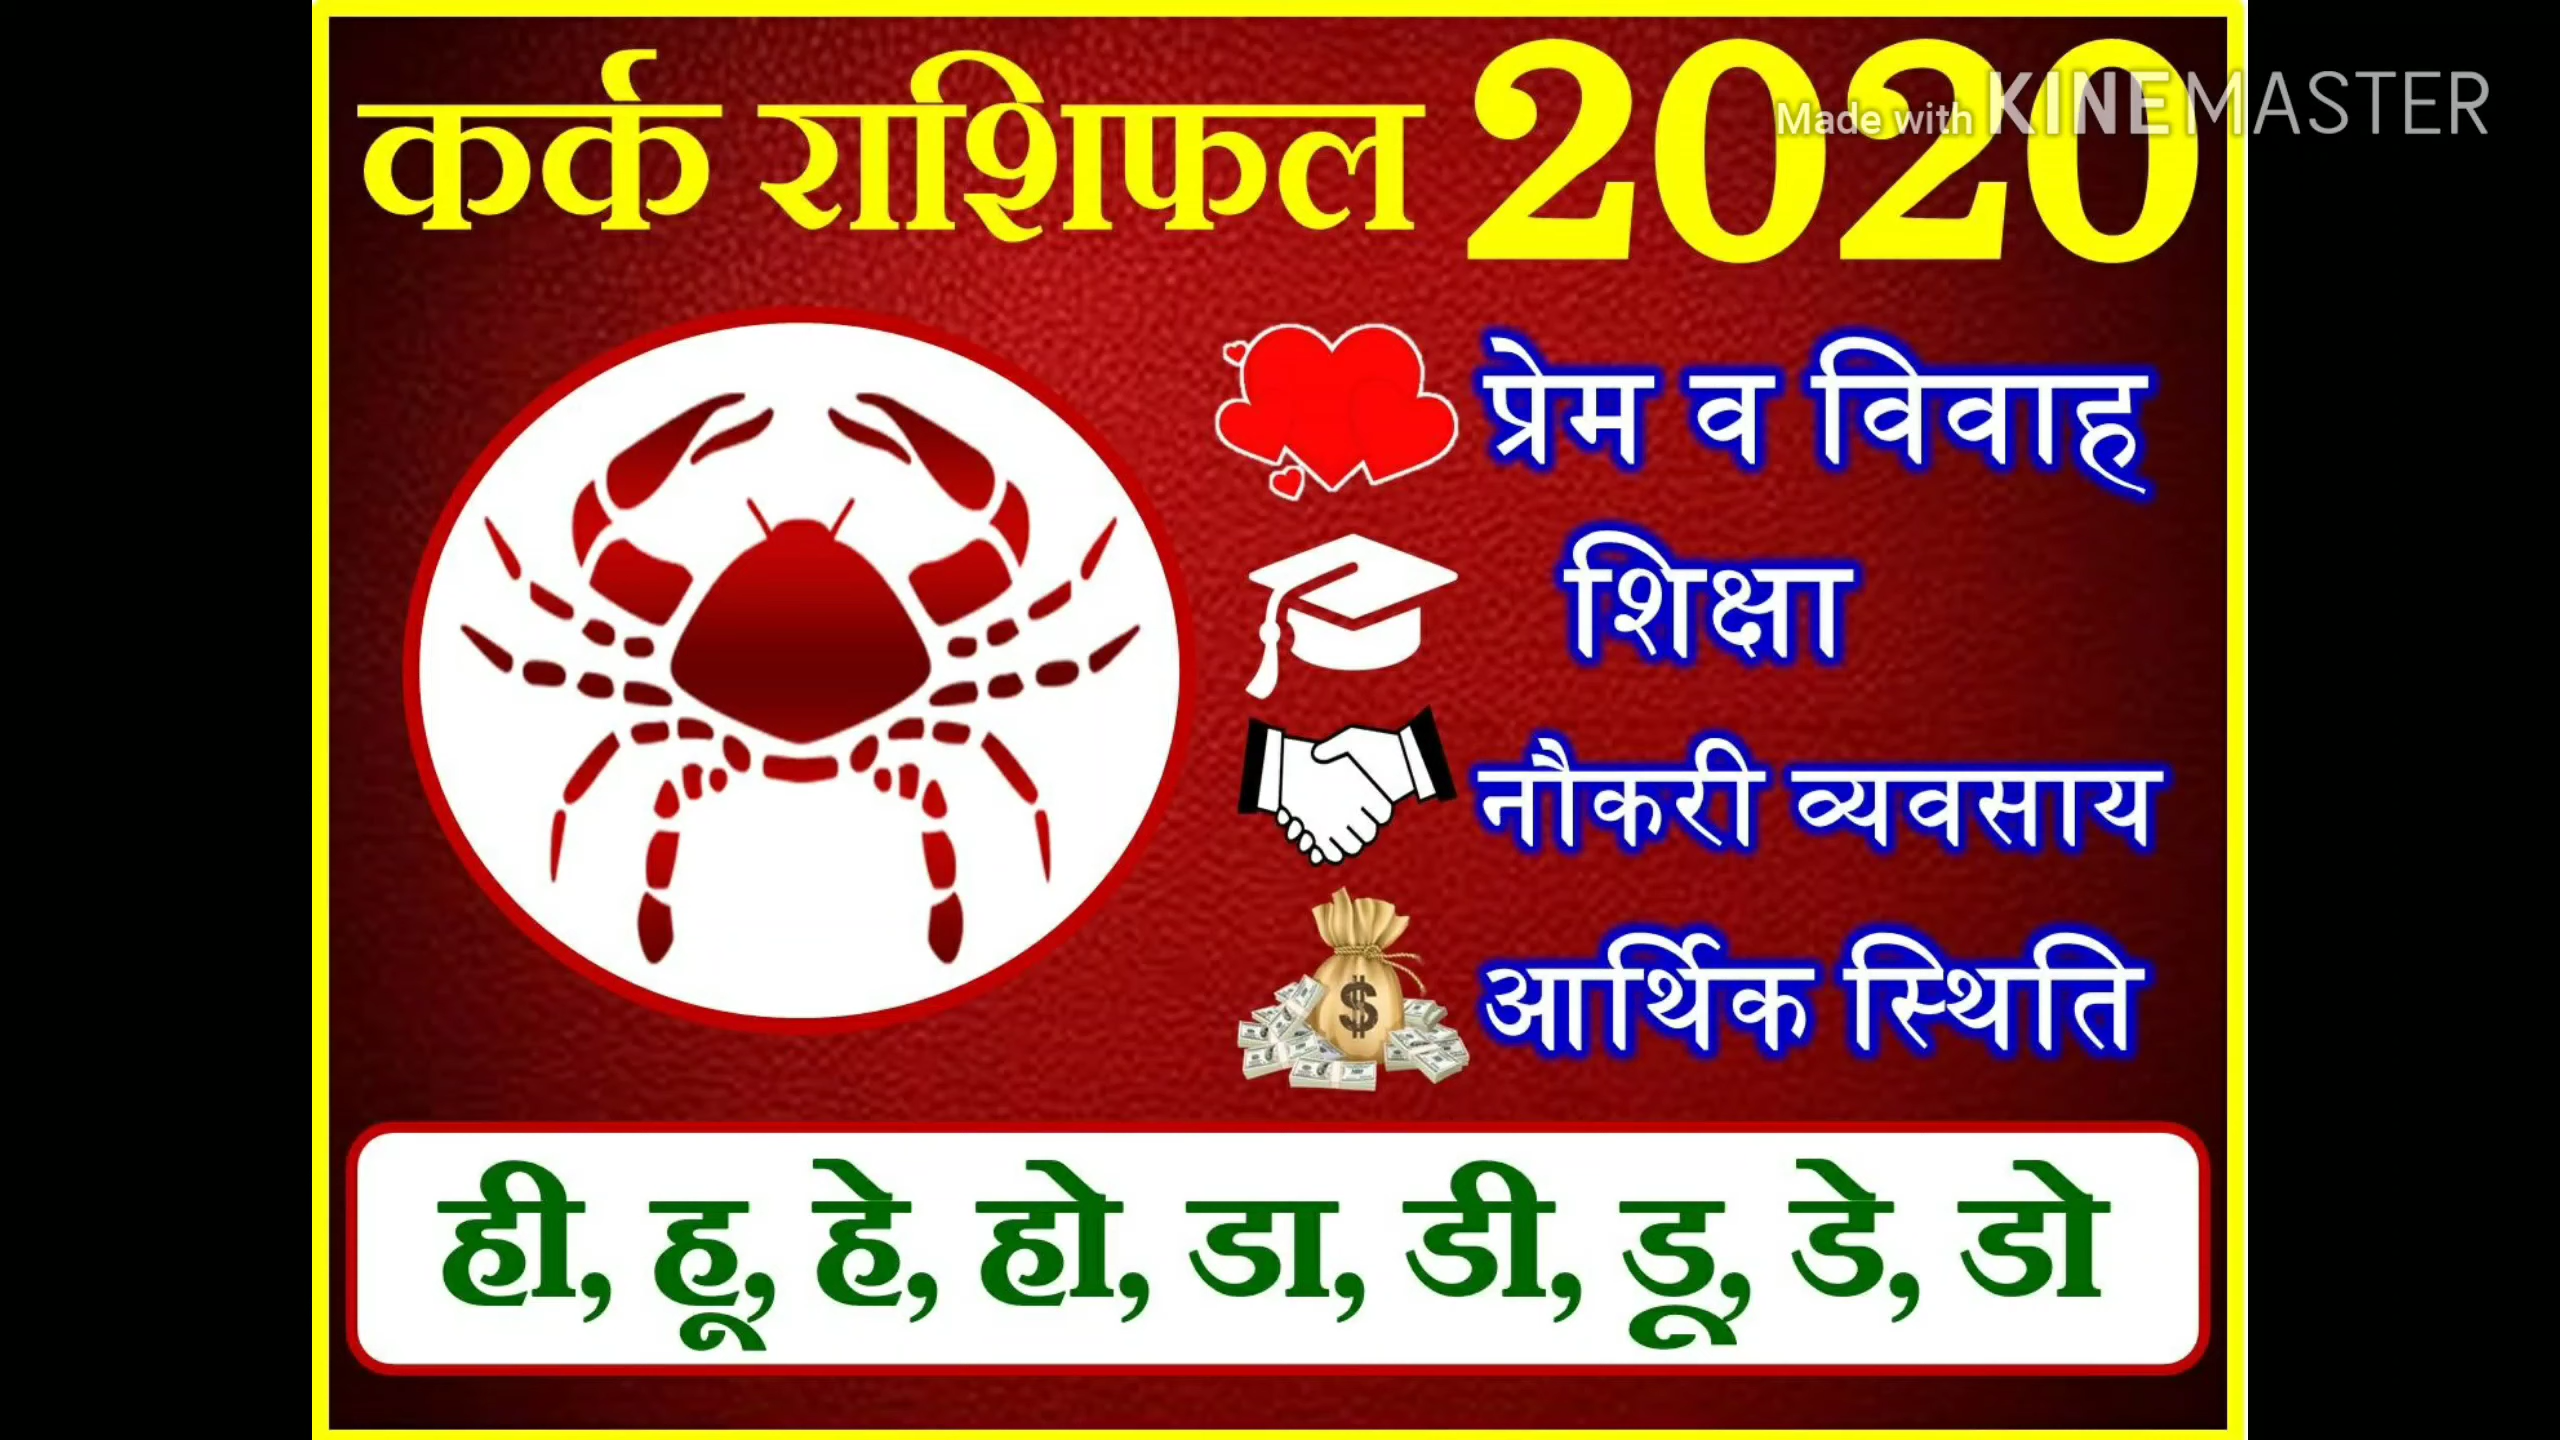 कर्क राशिफल 2020
Made with KINEMASTER
प्रेम व विवाह
शिक्षा
नौकरी व्यवसाय
$
आर्थिक स्थिति
ही, हू, हे, हो, डा, डी, डू, डे, डो